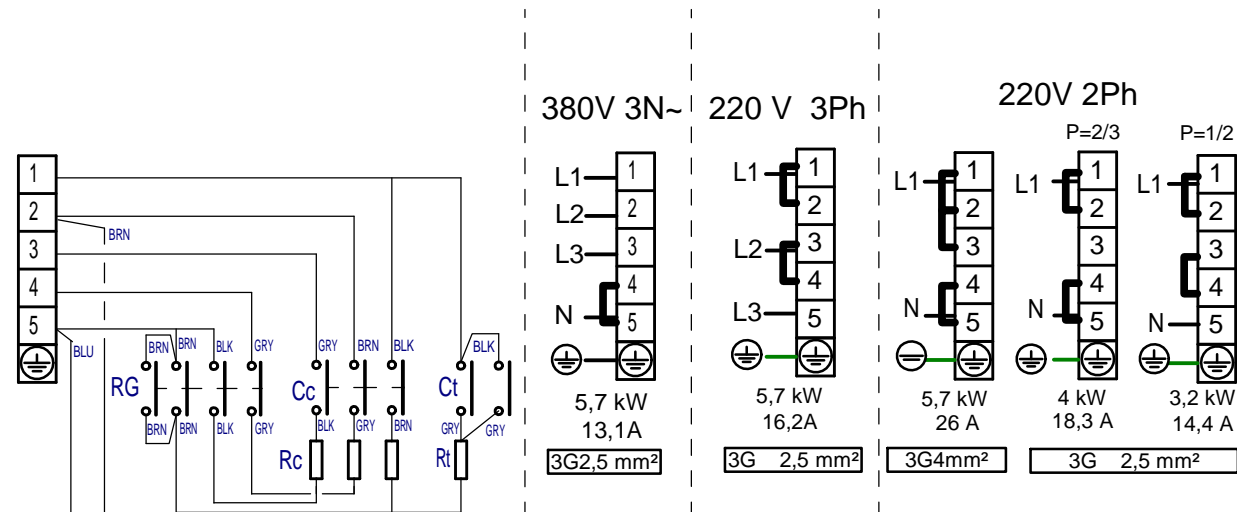 380V 3N~
220 V 3Ph
220V 2Ph
P=2/3
P=1/2
1
2
3
4
5
BRN
BLU
BRN
BRN
BLK
GRY
GRY
BRN
BLK
BLK
RG
Cc
Ct
BRN
BRN
BLK
GRY
BLK
GRY
BRN
GRY
GRY
Rc
Rt
L1
L2
L3
N
1
2
3
4
5
5,7 kW
13,1A
3G2,5 mm²
L1
L2
L3
1
2
3
4
5
5,7 kW
16,2A
3G 2,5 mm²
L1
N
1
2
3
4
5
5,7 kW
26 A
3G4mm²
L1
N
1
2
3
4
5
4 kW
18,3 A
L1
N
1
2
3
4
5
3,2 kW
14,4 A
3G 2,5 mm²